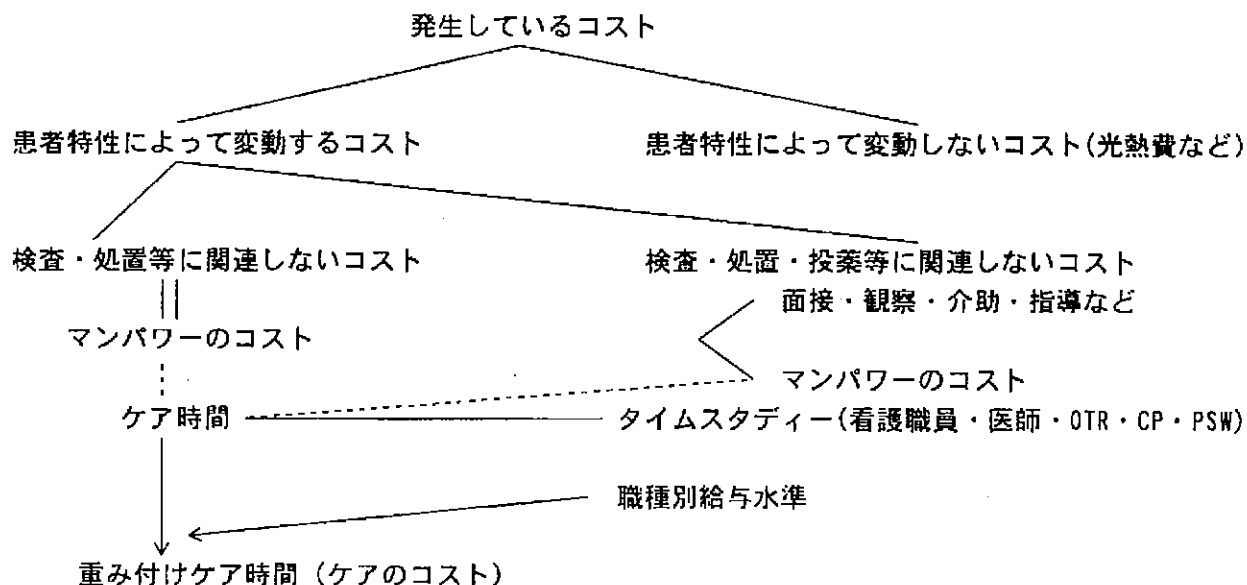 発生しているコスト
患者特性によって変動するコスト
患者特性によって変動しないコスト(光熱費など)
検査・処置等に関連しないコスト
検査・処置・投薬等に関連しないコスト
面接・観察・介助・指導など
マンパワーのコスト
マンパワーのコスト
ケア時間
タイムスタディー(看護職員・医師・OTR・CP・PSW)
職種別給与水準
重み付けケア時間(ケアのコスト)